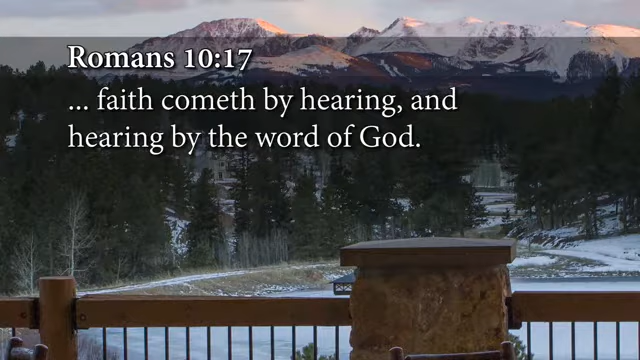 Romans 10:17
... faith cometh by hearing, and
hearing by the word of God.